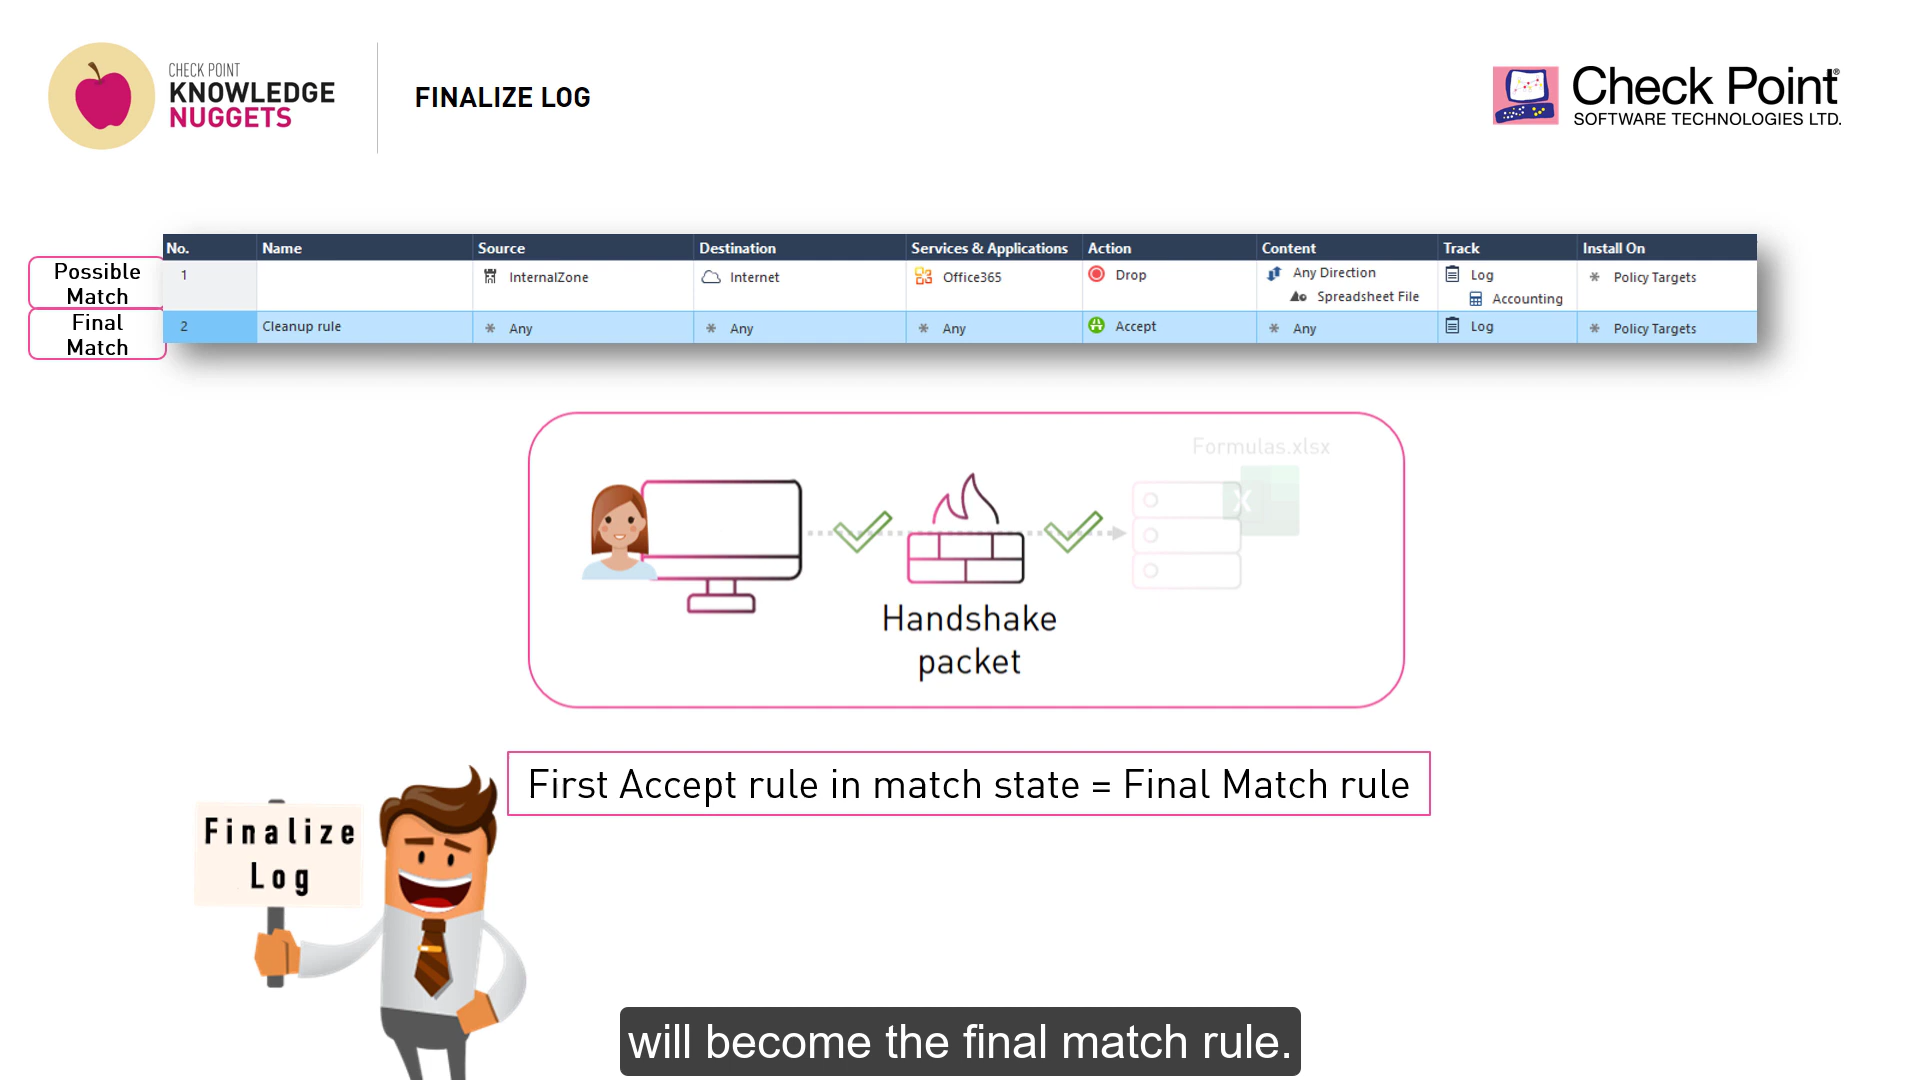 CHECK POINT
KNOWLEDGE
NUGGETS
FINALIZE LOG
Check Point®
SOFTWARE TECHNOLOGIES LTD.
No. Name Source Destination Services & Applications Action Content Track Install On
Possible
Match
1 InternalZone Internet Office365 Drop Any Direction Log Policy Targets
Spreadsheet File Accounting
Final
Match
2 Cleanup rule Any Any Any Accept Any Log Policy Targets
Formulas.xlsx
X
Handshake
packet
First Accept rule in match state = Final Match rule
Finalize
Log
will become the final match rule.